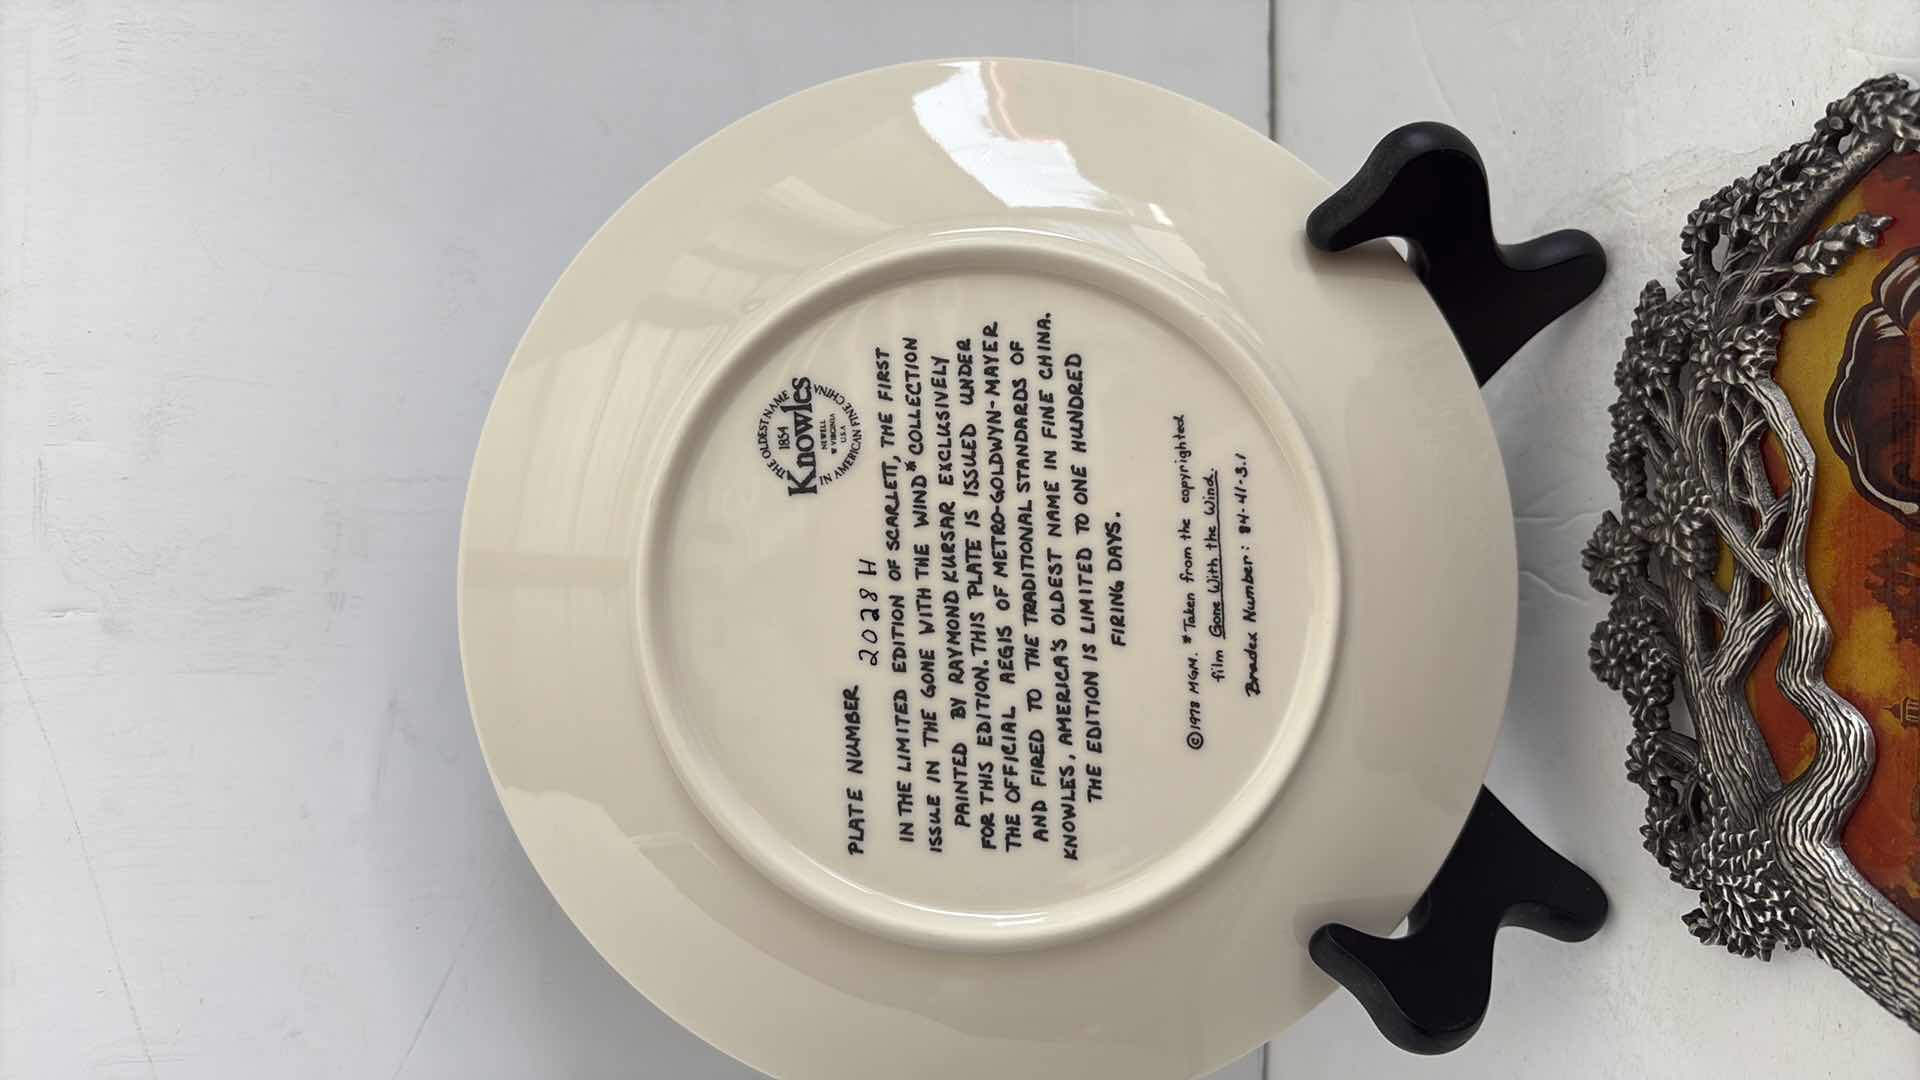 THE OLDEST NAME
1854
Knowles
NEWELL
W VIRGINIA
U.S.A
IN AMERICAN FINE CHINA
PLATE NUMBER 2028 H
IN THE LIMITED EDITION OF SCARLETT, THE FIRST
ISSUE IN THE GONE WITH THE WIND* COLLECTION
PAINTED BY RAYMOND KURSAR EXCLUSIVELY
FOR THIS EDITION. THIS PLATE IS ISSUED UNDER
THE OFFICIAL AEGIS OF METRO-GOLDWYN-MAYER
AND FIRED TO THE TRADITIONAL STANDARDS OF
KNOWLES, AMERICA'S OLDEST NAME IN FINE CHINA.
THE EDITION IS LIMITED TO ONE HUNDRED
FIRING DAYS.
©1978 MGM. *Taken from the copyrighted
film Gone With the Wind.
Bradex Number: 84-41-3.1